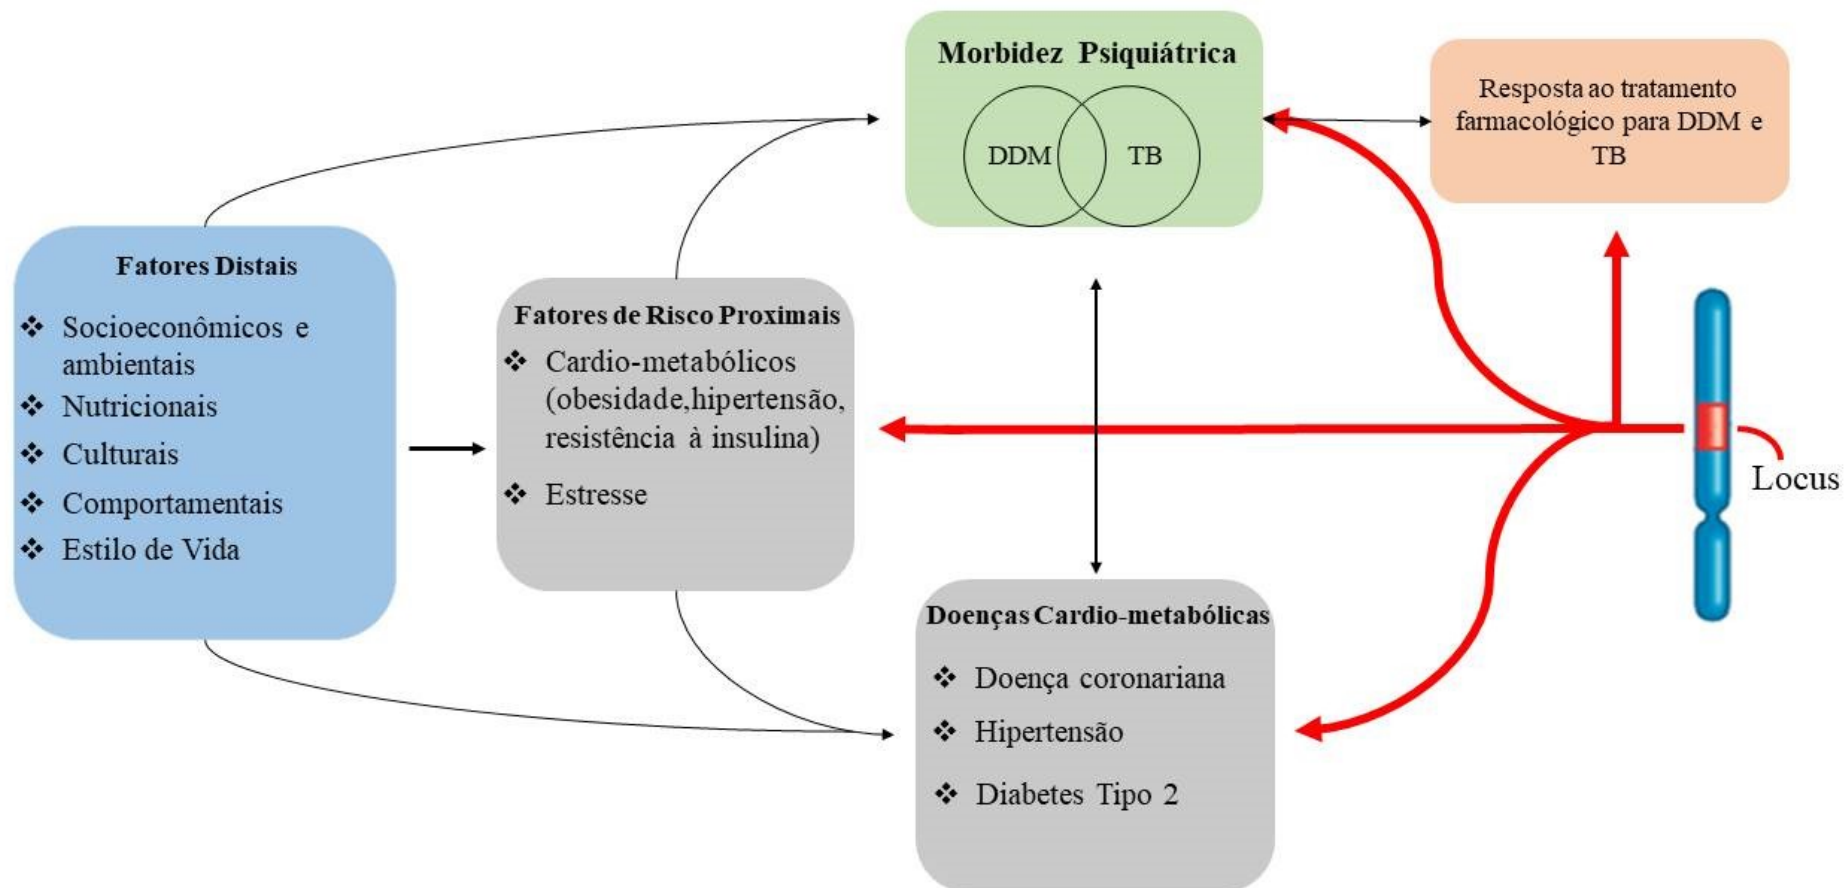 Morbidez Psiquiátrica
DDM
TB
Resposta ao tratamento
farmacológico para DDM e
TB
Fatores Distais
❖ Socioeconômicos e
ambientais
❖ Nutricionais
❖ Culturais
❖ Comportamentais
❖ Estilo de Vida
Fatores de Risco Proximais
❖ Cardio-metabólicos
(obesidade,hipertensão,
resistência à insulina)
❖ Estresse
Locus
Doenças Cardio-metabólicas
❖ Doença coronariana
❖ Hipertensão
❖ Diabetes Tipo 2